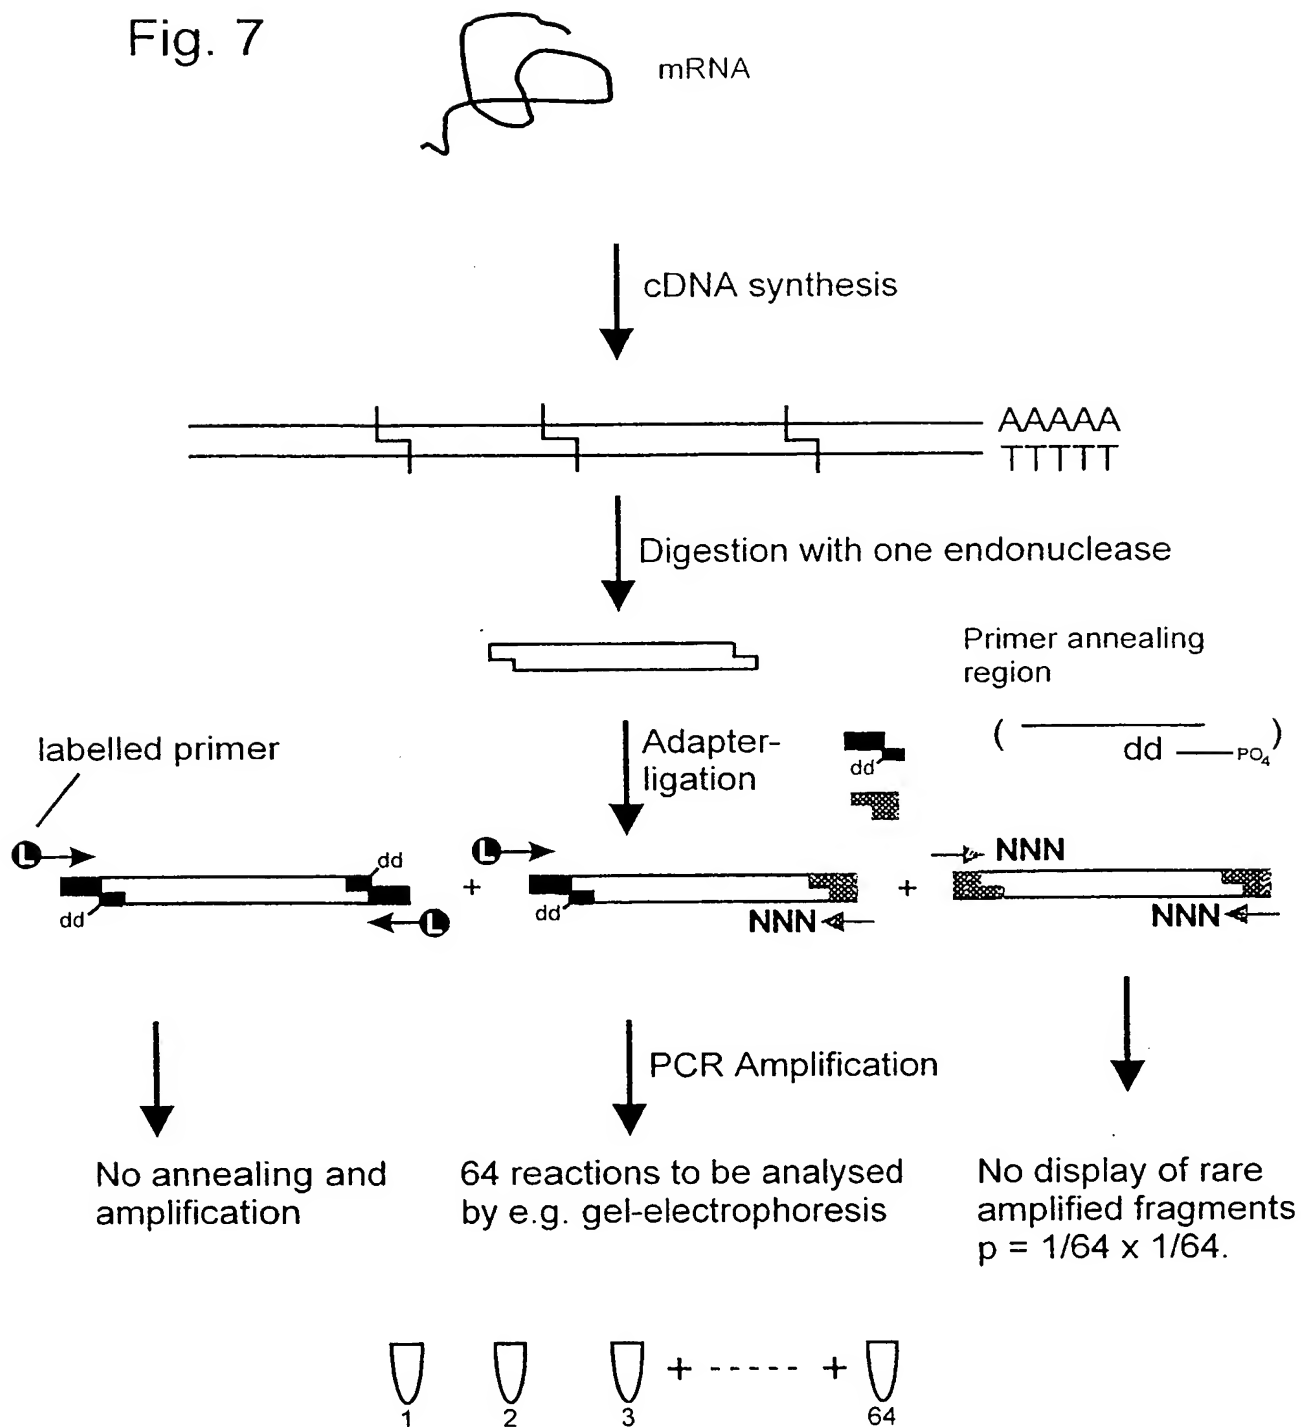 Fig. 7
mRNA
cDNA synthesis
AAAAA
TTTTT
Digestion with one endonuclease
Primer annealing
region
( dd PO4 )
labelled primer
Adapter-
ligation
dd
L
dd
dd
L
+
L
dd
NNN
+
NNN
NNN
PCR Amplification
No annealing and
amplification
64 reactions to be analysed
by e.g. gel-electrophoresis
No display of rare
amplified fragments
p = 1/64 x 1/64.
+ ----- +
1 2 3 64